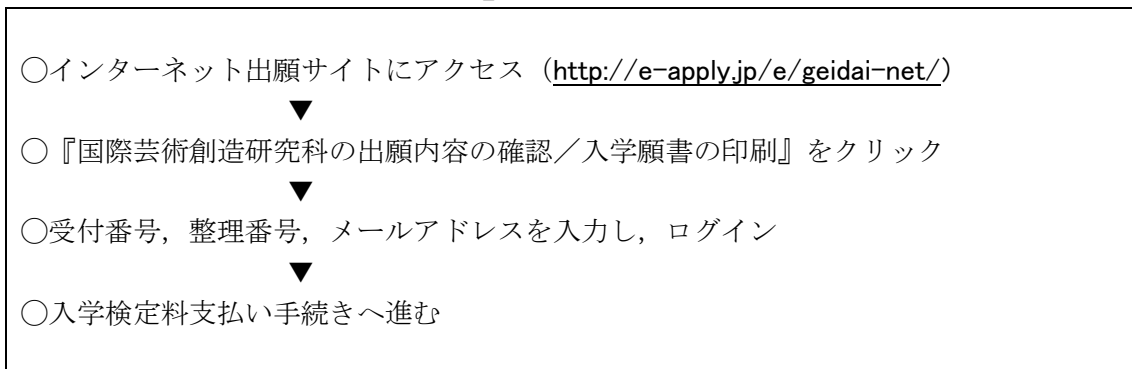 ○インターネット出願サイトにアクセス（http://e-apply.jp/e/geidai-net/）
▼
○『国際芸術創造研究科の出願内容の確認／入学願書の印刷』をクリック
▼
○受付番号，整理番号，メールアドレスを入力し，ログイン
▼
○入学検定料支払い手続きへ進む